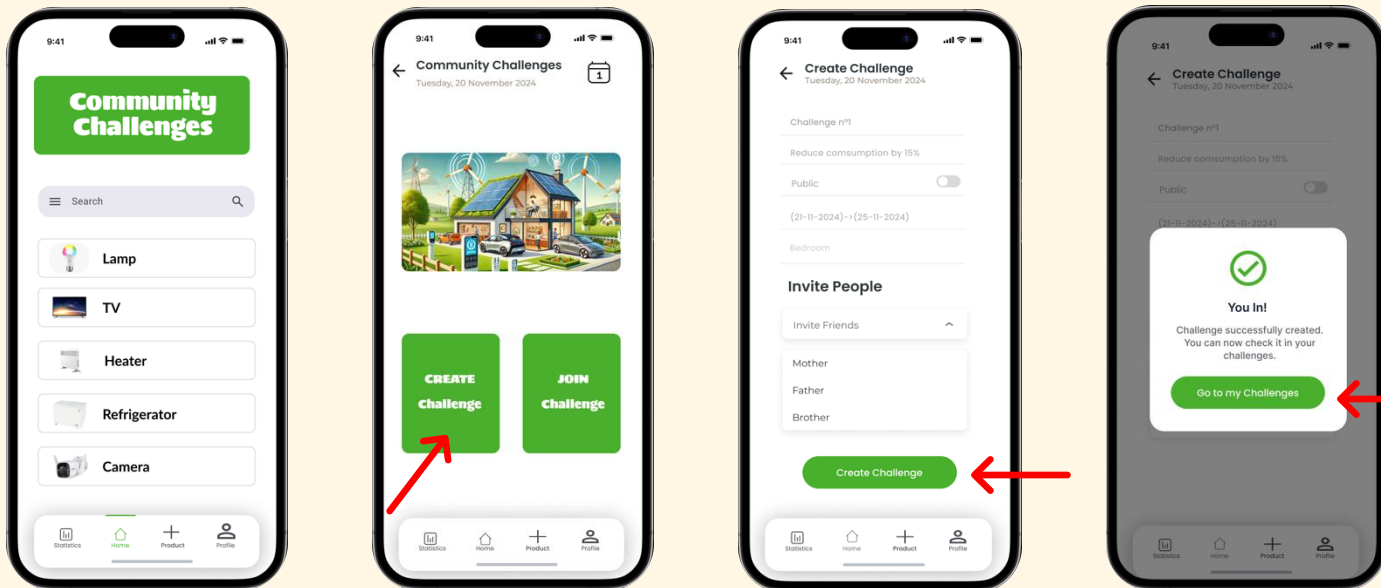 9:41
Community
Challenges
Search
Lamp
TV
Heater
Refrigerator
Camera
Statistics
Home
Product
Profile
9:41
Community Challenges
Tuesday, 20 November 2024
1
CREATE
Challenge
JOIN
Challenge
Statistics
Home
Product
Profile
9:41
Create Challenge
Tuesday, 20 November 2024
Challenge nº1
Reduce comsumption by 15%
Public
(21-11-2024)->(25-11-2024)
Bedroom
Invite People
Invite Friends
Mother
Father
Brother
Create Challenge
Statistics
Home
Product
Profile
9:41
Create Challenge
Tuesday, 20 November 2024
Challenge nº1
Reduce comsumption by 15%
Public
(21-11-2024)->(25-11-2024)
You In!
Challenge successfully created.
You can now check it in your
challenges.
Go to my Challenges
Statistics
Home
Product
Profile